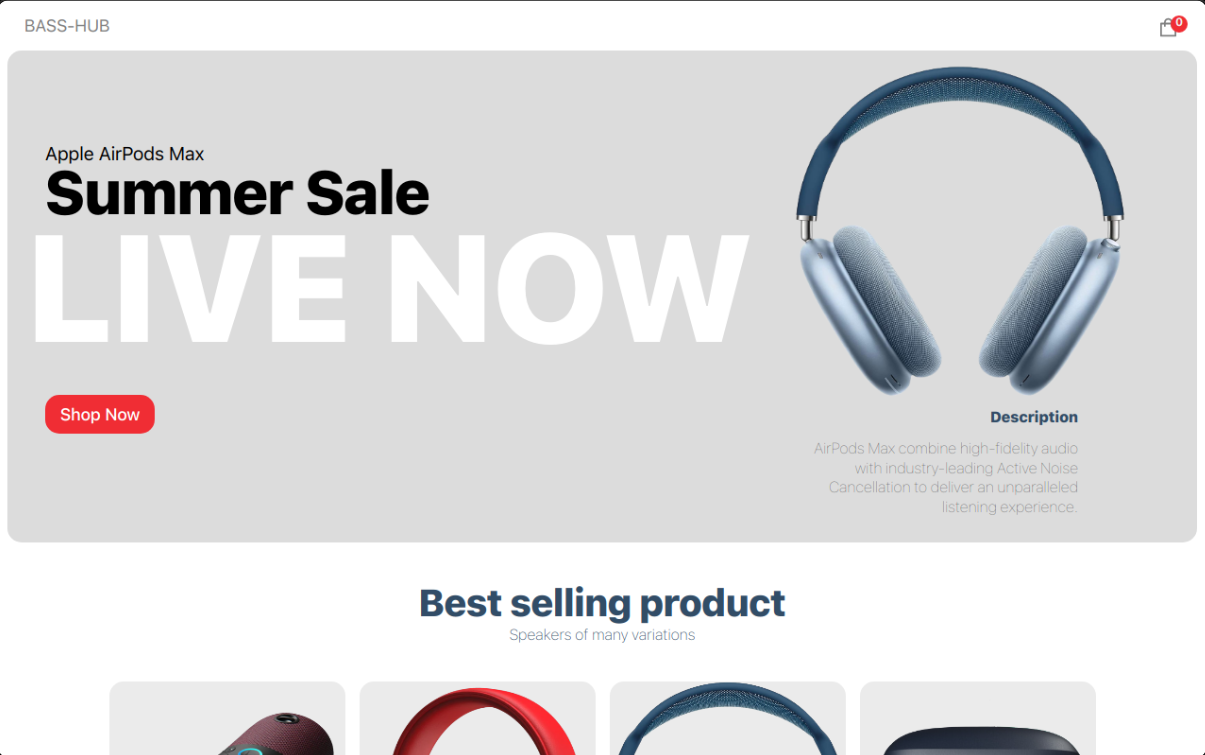 BASS-HUB
0
Apple AirPods Max
Summer Sale
LIVE NOW
Shop Now
Description
AirPods Max combine high-fidelity audio
with industry-leading Active Noise
Cancellation to deliver an unparalleled
listening experience.
Best selling product
Speakers of many variations